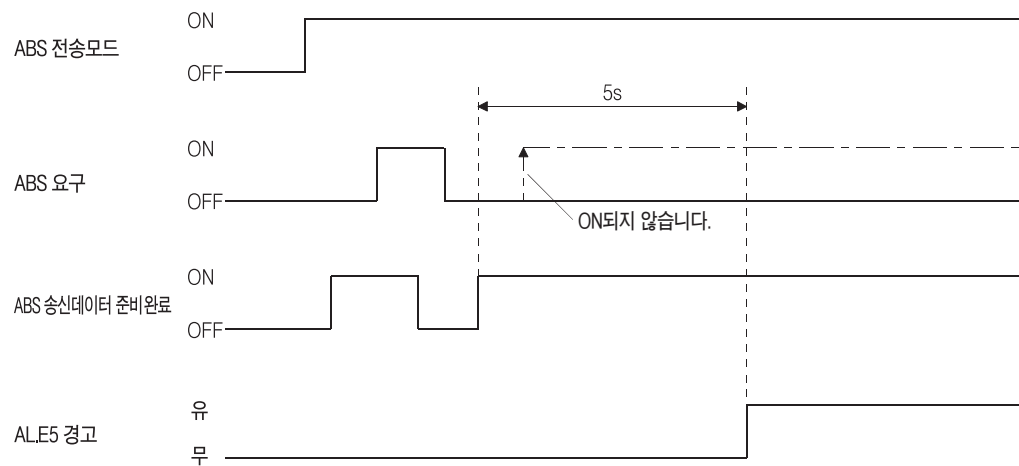 ON
ABS 전송모드
OFF
5s
ON
ABS 요구
OFF
ON되지 않습니다.
ON
ABS 송신데이터 준비완료
OFF
유
AL.E5 경고
무